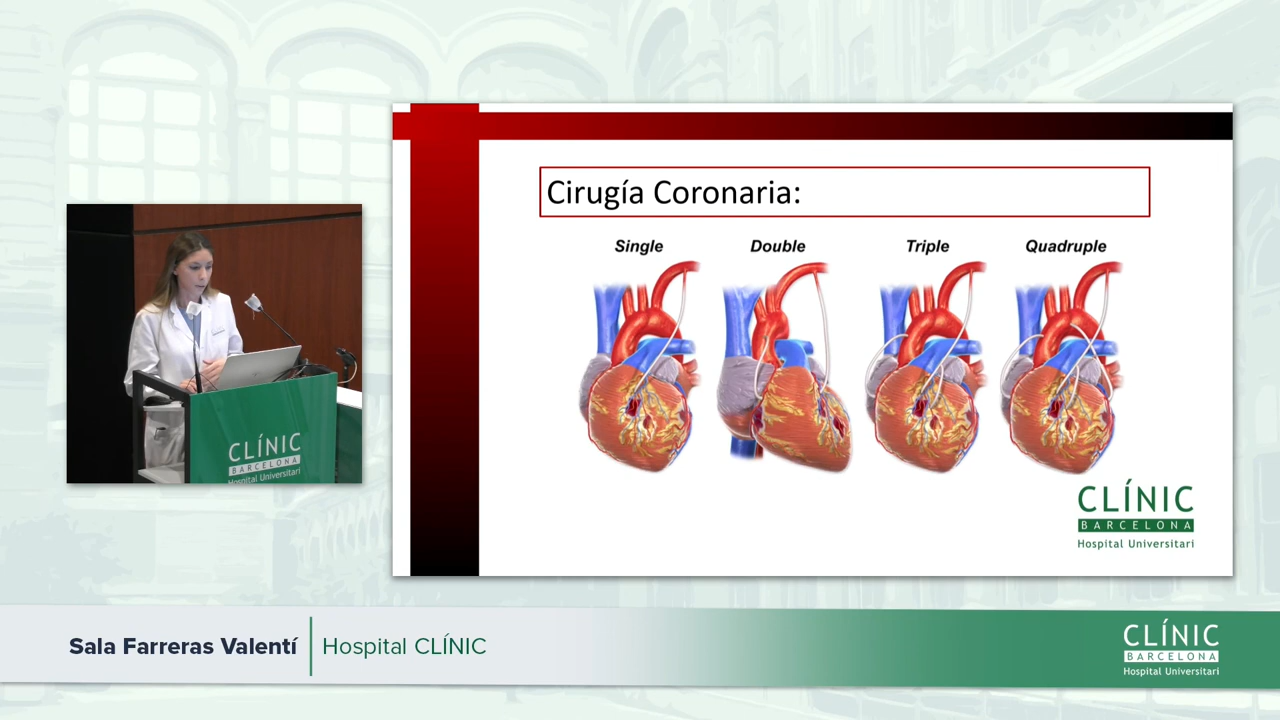 Cirugía Coronaria:
Single Double Triple Quadruple
CLÍNIC
BARCELONA
Hospital Universitari
CLÍNIC
BARCELONA
Hospital Universitari
Sala Farreras Valentí Hospital CLÍNIC
CLÍNIC
BARCELONA
Hospital Universitari